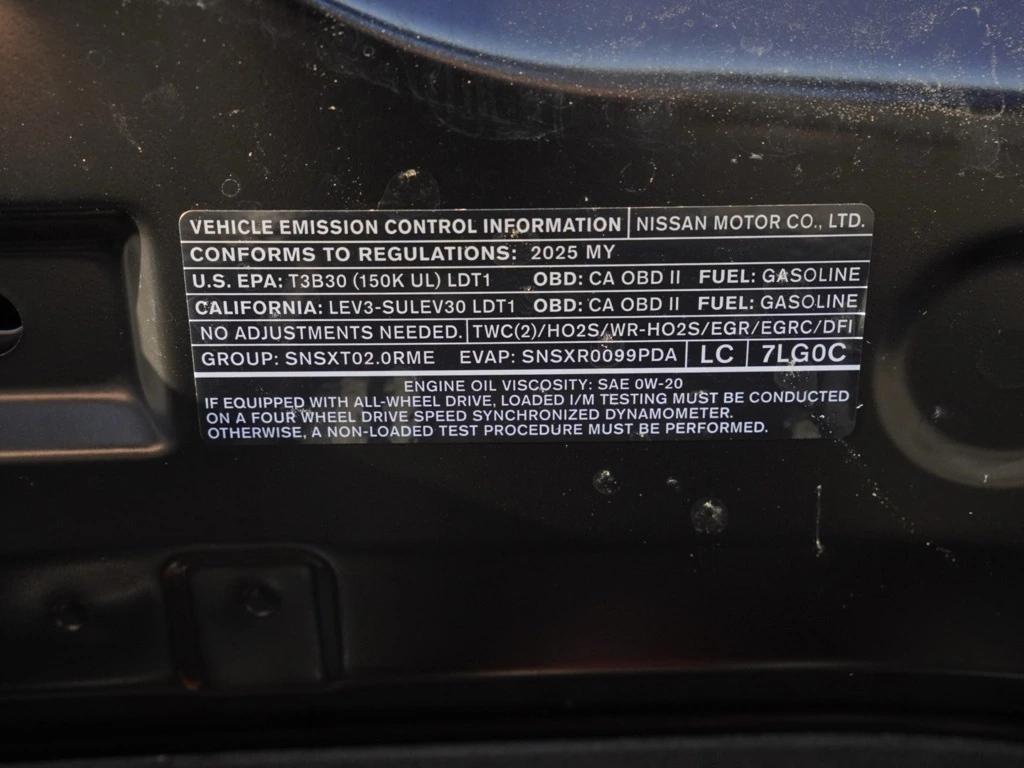 VEHICLE EMISSION CONTROL INFORMATION NISSAN MOTOR CO., LTD.
CONFORMS TO REGULATIONS: 2025 MY
U.S. EPA: T3B30 (150K UL) LDT1 OBD: CA OBD II FUEL: GASOLINE
CALIFORNIA: LEV3-SULEV30 LDT1 OBD: CA OBD II FUEL: GASOLINE
NO ADJUSTMENTS NEEDED. TWC(2)/HO2S/WR-HO2S/EGR/EGRC/DFI
GROUP: SNSXT02.0RME EVAP: SNSXR0099PDA LC 7LG0C
ENGINE OIL VISCOSITY: SAE 0W-20
IF EQUIPPED WITH ALL-WHEEL DRIVE, LOADED I/M TESTING MUST BE CONDUCTED
ON A FOUR WHEEL DRIVE SPEED SYNCHRONIZED DYNAMOMETER.
OTHERWISE, A NON-LOADED TEST PROCEDURE MUST BE PERFORMED.